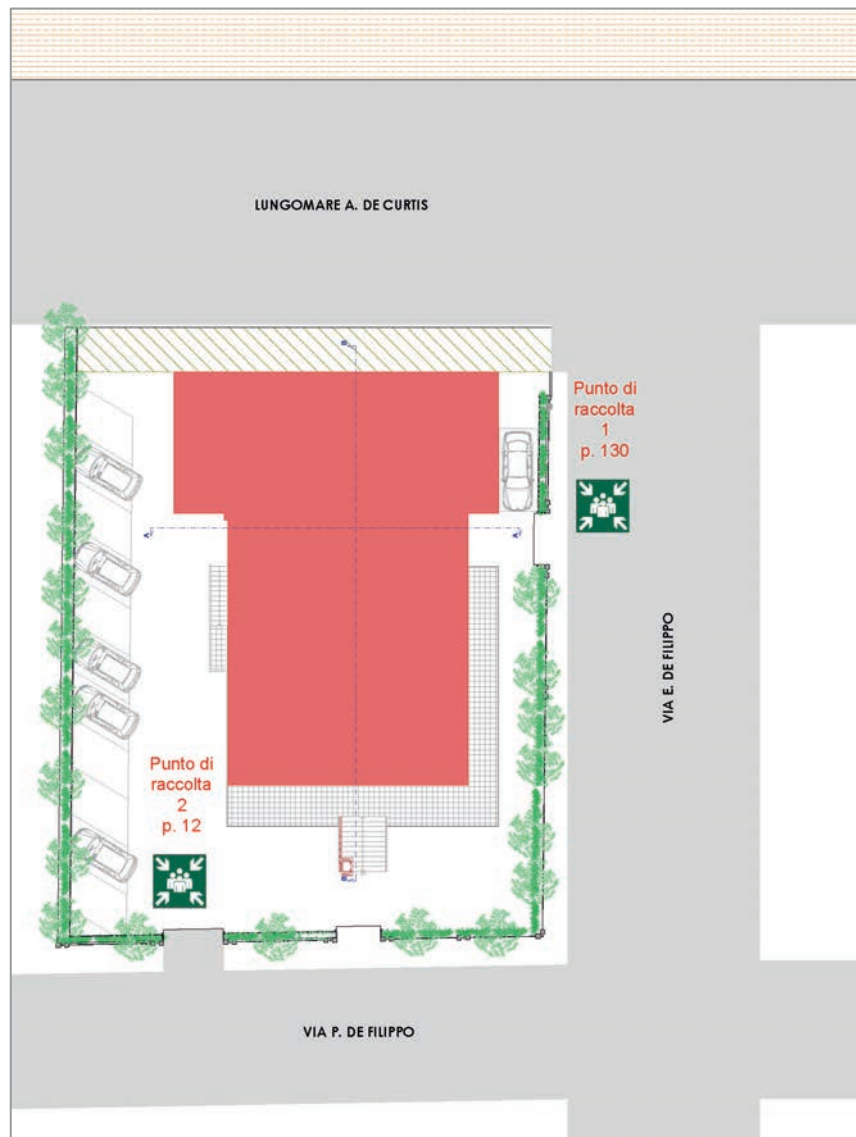 LUNGOMARE A. DE CURTIS
Punto di
raccolta
1
p. 130
A
A
VIA E. DE FILIPPO
Punto di
raccolta
2
p. 12
VIA P. DE FILIPPO